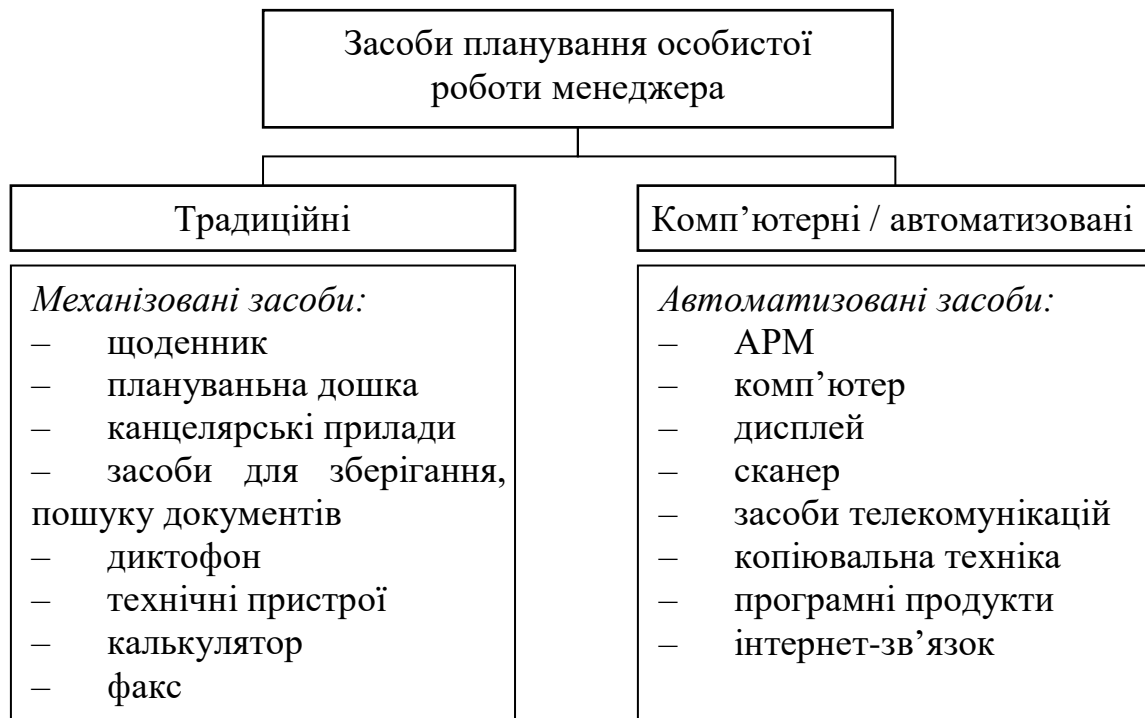 Засоби планування особистої
роботи менеджера
Традиційні
Механізовані засоби:
– щоденник
– плануваньна дошка
– канцелярські прилади
– засоби для зберігання,
пошуку документів
– диктофон
– технічні пристрої
– калькулятор
– факс
Комп’ютерні / автоматизовані
Автоматизовані засоби:
– АРМ
– комп’ютер
– дисплей
– сканер
– засоби телекомунікацій
– копіювальна техніка
– програмні продукти
– інтернет-зв’язок